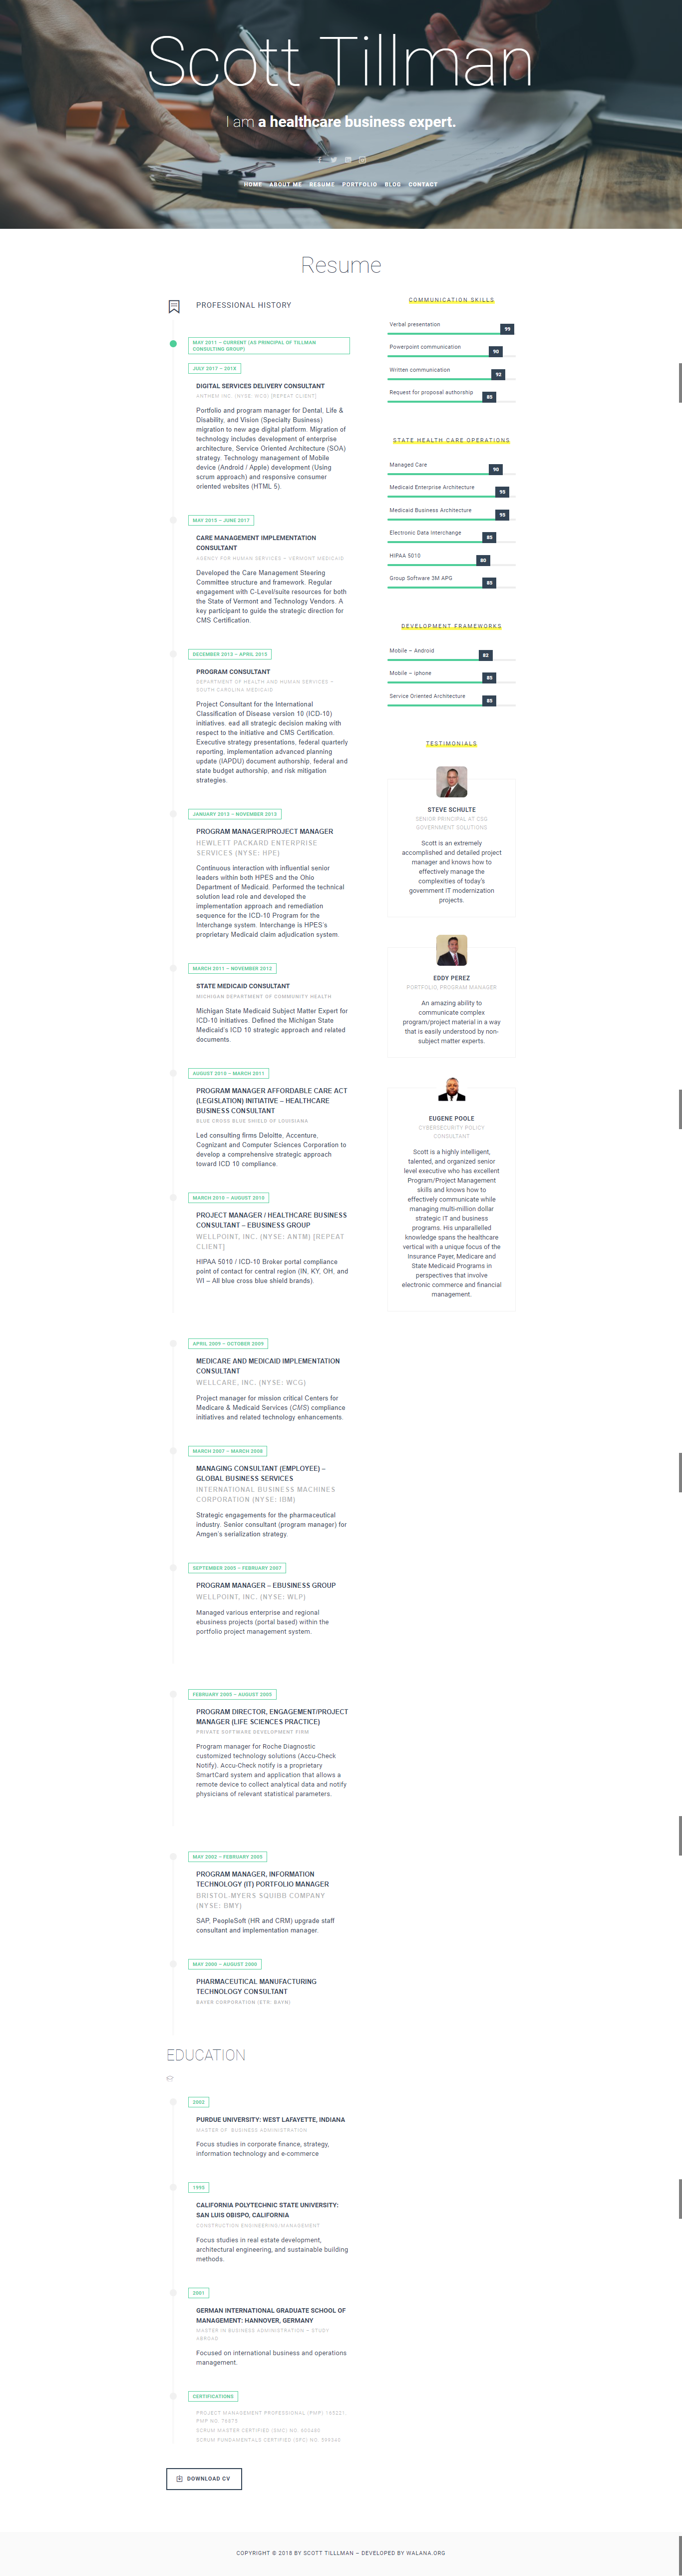 Scott Tillman
I am a healthcare business expert.
HOME ABOUT ME RESUME PORTFOLIO BLOG CONTACT
Resume
PROFESSIONAL HISTORY
MAY 2011 – CURRENT (AS PRINCIPAL OF TILLMAN
CONSULTING GROUP)
JULY 2017 – 2018
DIGITAL SERVICES DELIVERY CONSULTANT
ANTHEM INC. (NYSE: WCG) [REPEAT CLIENT]
Portfolio and program manager for Dental, Life &
Disability, and Vision (Specialty Business)
migration to new age digital platform. Migration of
technology includes development of enterprise
architecture, Service Oriented Architecture (SOA)
strategy. Technology management of Mobile
device (Android / Apple) development (Using
scrum approach) and responsive consumer
oriented websites (HTML 5).
MAY 2015 – JUNE 2017
CARE MANAGEMENT IMPLEMENTATION
CONSULTANT
AGENCY FOR HUMAN SERVICES – VERMONT MEDICAID
Developed the Care Management Steering
Committee structure and framework. Regular
engagement with C-Level/suite resources for both
the State of Vermont and Technology Vendors. A
key participant to guide the strategic direction for
CMS Certification.
DECEMBER 2013 – APRIL 2015
PROGRAM CONSULTANT
DEPARTMENT OF HEALTH AND HUMAN SERVICES –
SOUTH CAROLINA MEDICAID
Project Consultant for the International
Classification of Disease version 10 (ICD-10)
initiatives: ead all strategic decision making with
respect to the initiative and CMS Certification.
Executive strategy presentations, federal quarterly
reporting, implementation advanced planning
update (IAPDU) document authorship, federal and
state budget authorship, and risk mitigation
strategies.
JANUARY 2013 – NOVEMBER 2013
PROGRAM MANAGER/PROJECT MANAGER
HEWLETT PACKARD ENTERPRISE
SERVICES (NYSE: HPE)
Continuous interaction with influential senior
leaders within both HPES and the Ohio
Department of Medicaid. Performed the technical
solution lead role and developed the
implementation approach and remediation
sequence for the ICD-10 Program for the
Interchange system. Interchange is HPES's
proprietary Medicaid claim adjudication system.
MARCH 2011 – NOVEMBER 2012
STATE MEDICAID CONSULTANT
MICHIGAN DEPARTMENT OF COMMUNITY HEALTH
Michigan State Medicaid Subject Matter Expert for
ICD-10 initiatives. Defined the Michigan State
Medicaid's ICD 10 strategic approach and related
documents.
AUGUST 2010 – MARCH 2011
PROGRAM MANAGER AFFORDABLE CARE ACT
(LEGISLATION) INITIATIVE – HEALTHCARE
BUSINESS CONSULTANT
BLUE CROSS BLUE SHIELD OF LOUISIANA
Led consulting firms Deloitte, Accenture,
Cognizant and Computer Sciences Corporation to
develop a comprehensive strategic approach
toward ICD 10 compliance.
MARCH 2010 – AUGUST 2010
PROJECT MANAGER / HEALTHCARE BUSINESS
CONSULTANT – EBUSINESS GROUP
WELLPOINT, INC. (NYSE: ANTM) [REPEAT
CLIENT]
HIPAA 5010 / ICD-10 Broker portal compliance
point of contact for central region (IN, KY, OH, and
WI – All blue cross blue shield brands).
APRIL 2009 – OCTOBER 2009
MEDICARE AND MEDICAID IMPLEMENTATION
CONSULTANT
WELLCARE, INC. (NYSE: WCG)
Project manager for mission critical Centers for
Medicare & Medicaid Services (CMS) compliance
initiatives and related technology enhancements.
MARCH 2007 – MARCH 2008
MANAGING CONSULTANT (EMPLOYEE) –
GLOBAL BUSINESS SERVICES
INTERNATIONAL BUSINESS MACHINES
CORPORATION (NYSE: IBM)
Strategic engagements for the pharmaceutical
industry. Senior consultant (program manager) for
Amgen's serialization strategy.
SEPTEMBER 2005 – FEBRUARY 2007
PROGRAM MANAGER – EBUSINESS GROUP
WELLPOINT, INC. (NYSE: WLP)
Managed various enterprise and regional
ebusiness projects (portal based) within the
portfolio project management system.
FEBRUARY 2005 – AUGUST 2005
PROGRAM DIRECTOR, ENGAGEMENT/PROJECT
MANAGER (LIFE SCIENCES PRACTICE)
PRIVATE SOFTWARE DEVELOPMENT FIRM
Program manager for Roche Diagnostic
customized technology solutions (Accu-Check
Notify). Accu-Check notify is a proprietary
SmartCard system and application that allows a
remote device to collect analytical data and notify
physicians of relevant statistical parameters.
MAY 2002 – FEBRUARY 2005
PROGRAM MANAGER, INFORMATION
TECHNOLOGY (IT) PORTFOLIO MANAGER
BRISTOL-MYERS SQUIBB COMPANY
(NYSE: BMY)
SAP, PeopleSoft (HR and CRM) upgrade staff
consultant and implementation manager.
MAY 2000 – AUGUST 2000
PHARMACEUTICAL MANUFACTURING
TECHNOLOGY CONSULTANT
BAYER CORPORATION (ETR: BAYN)
EDUCATION
2002
PURDUE UNIVERSITY: WEST LAFAYETTE, INDIANA
MASTER OF BUSINESS ADMINISTRATION
Focus studies in corporate finance, strategy,
information technology and e-commerce
1993
CALIFORNIA POLYTECHNIC STATE UNIVERSITY:
SAN LUIS OBISPO, CALIFORNIA
CONSTRUCTION ENGINEERING/MANAGEMENT
Focus studies in real estate development,
architectural engineering, and sustainable building
methods.
2001
GERMAN INTERNATIONAL GRADUATE SCHOOL OF
MANAGEMENT: HANNOVER, GERMANY
MASTER IN BUSINESS ADMINISTRATION – STUDY
ABROAD
Focused on international business and operations
management.
CERTIFICATIONS
PROJECT MANAGEMENT PROFESSIONAL (PMP)
PMP NO.
SCRUM MASTER CERTIFIED (SMC) NO.
SCRUM FUNDAMENTALS CERTIFIED (SFC) NO.
DOWNLOAD CV
COMMUNICATION SKILLS
Verbal presentation
99
Powerpoint communication
90
Written communication
92
Request for proposal authorship
85
STATE HEALTH CARE OPERATIONS
Managed Care
90
Medicaid Enterprise Architecture
95
Medicaid Business Architecture
95
Electronic Data Interchange
85
HIPAA 5010
80
Group Software 3M APG
85
DEVELOPMENT FRAMEWORKS
Mobile – Android
82
Mobile – iphone
85
Service Oriented Architecture
85
TESTIMONIALS
STEVE SCHULTE
SENIOR PRINCIPAL AT CSG
GOVERNMENT SOLUTIONS
Scott is an extremely
accomplished and detailed project
manager and knows how to
effectively manage the
complexities of today's
government IT modernization
projects.
EDDY PEREZ
PORTFOLIO, PROGRAM MANAGER
An amazing ability to
communicate complex
program/project material in a way
that is easily understood by non-
subject matter experts.
EUGENE POOLE
CYBERSECURITY POLICY
CONSULTANT
Scott is a highly intelligent,
talented, and organized senior
level executive who has excellent
Program/Project Management
skills and knows how to
effectively communicate while
managing multi-million dollar
strategic IT and business
programs. His unparallelled
knowledge spans the healthcare
vertical with a unique focus of the
Insurance Payer, Medicare and
State Medicaid Programs in
perspectives that involve
electronic commerce and financial
management.
COPYRIGHT © 2018 BY SCOTT TILLLMAN – DEVELOPED BY WALANA.ORG